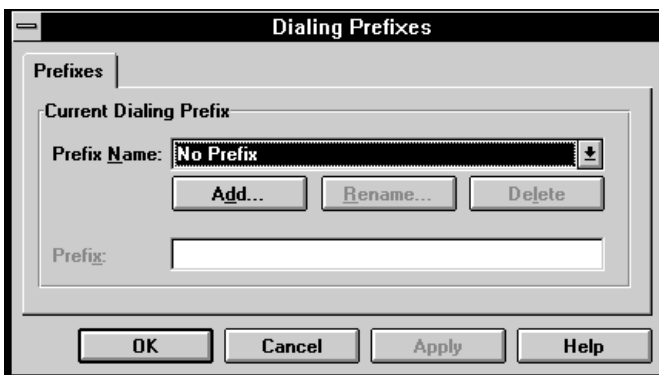 Dialing Prefixes
Prefixes
Current Dialing Prefix
Prefix Name: No Prefix
Add... Rename... Delete
Prefix:
OK Cancel Apply Help